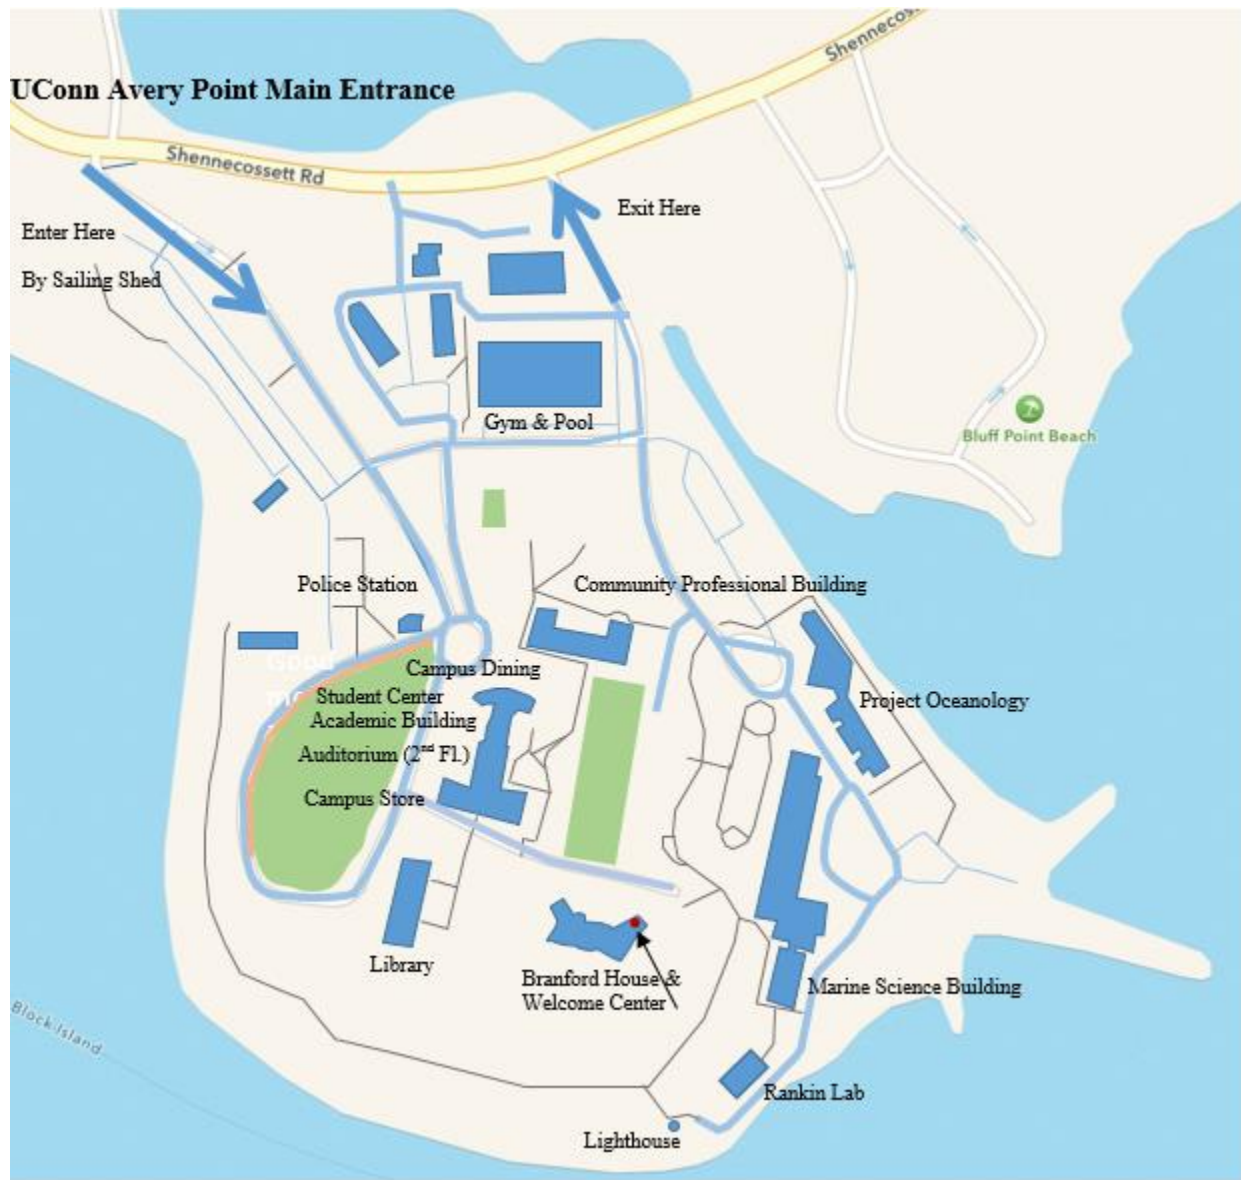 Shennecos
UConn Avery Point Main Entrance
Shennecossett Rd
Exit Here
Enter Here
By Sailing Shed
Gym & Pool
Bluff Point Beach
Police Station
Community Professional Building
Campus Dining
Student Center
Academic Building
Project Oceanology
Auditorium (2nd Fl.)
Campus Store
Library
Branford House &
Welcome Center
Marine Science Building
Block Island
Rankin Lab
Lighthouse